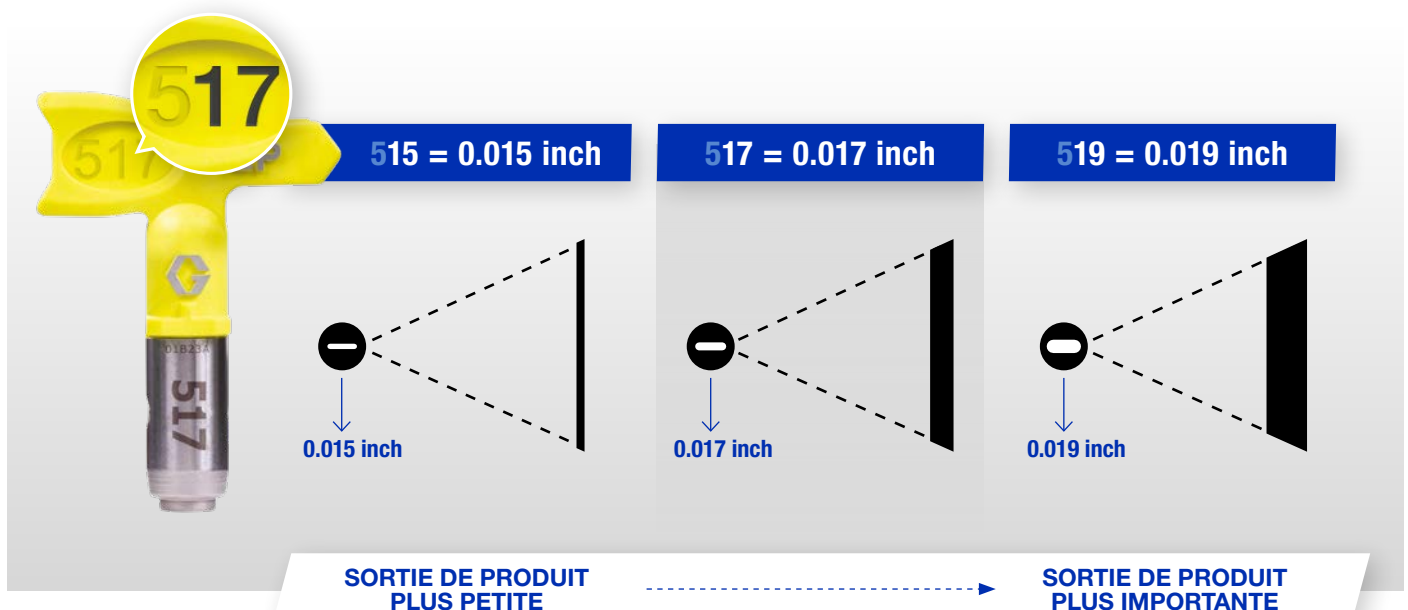 517
517
P
01B23A
517
515 = 0.015 inch
517 = 0.017 inch
519 = 0.019 inch
0.015 inch
0.017 inch
0.019 inch
SORTIE DE PRODUIT
PLUS PETITE
SORTIE DE PRODUIT
PLUS IMPORTANTE